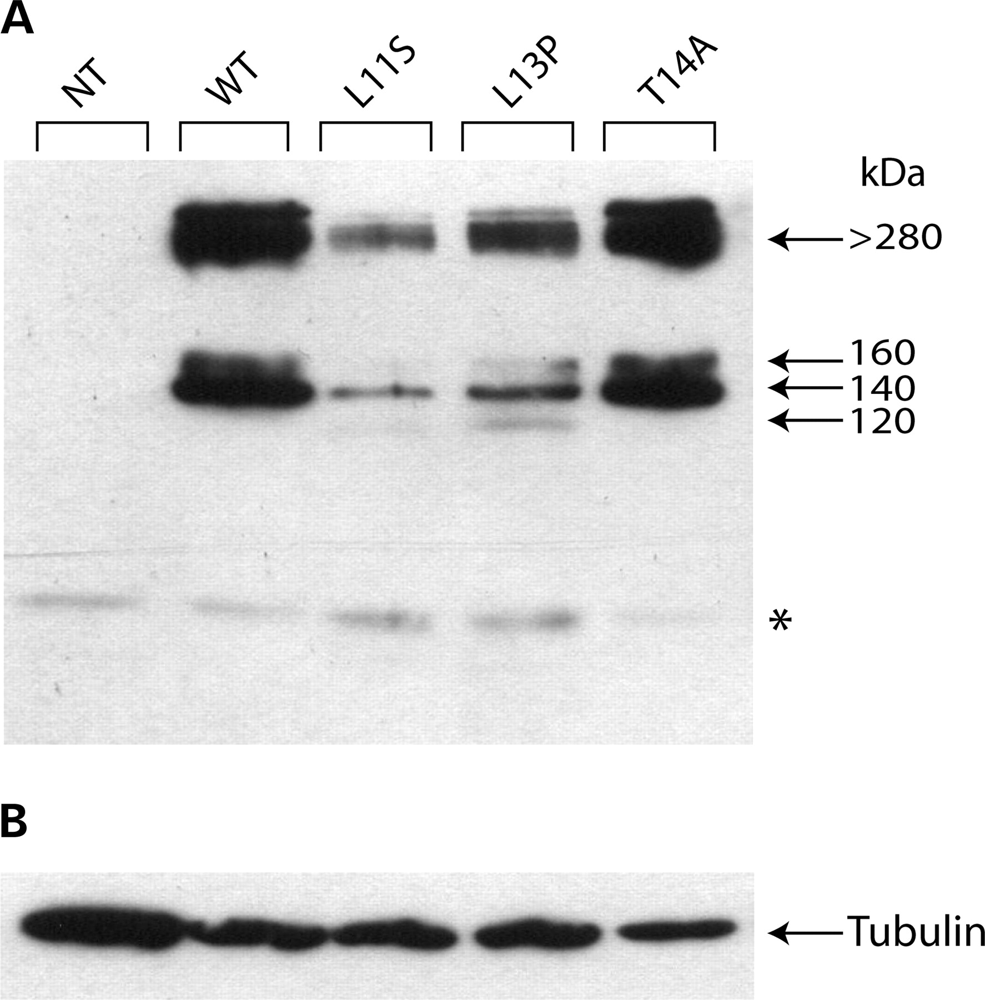 A
NT WT L11S L13P T14A
kDa
>280
160
140
120
*
B
Tubulin